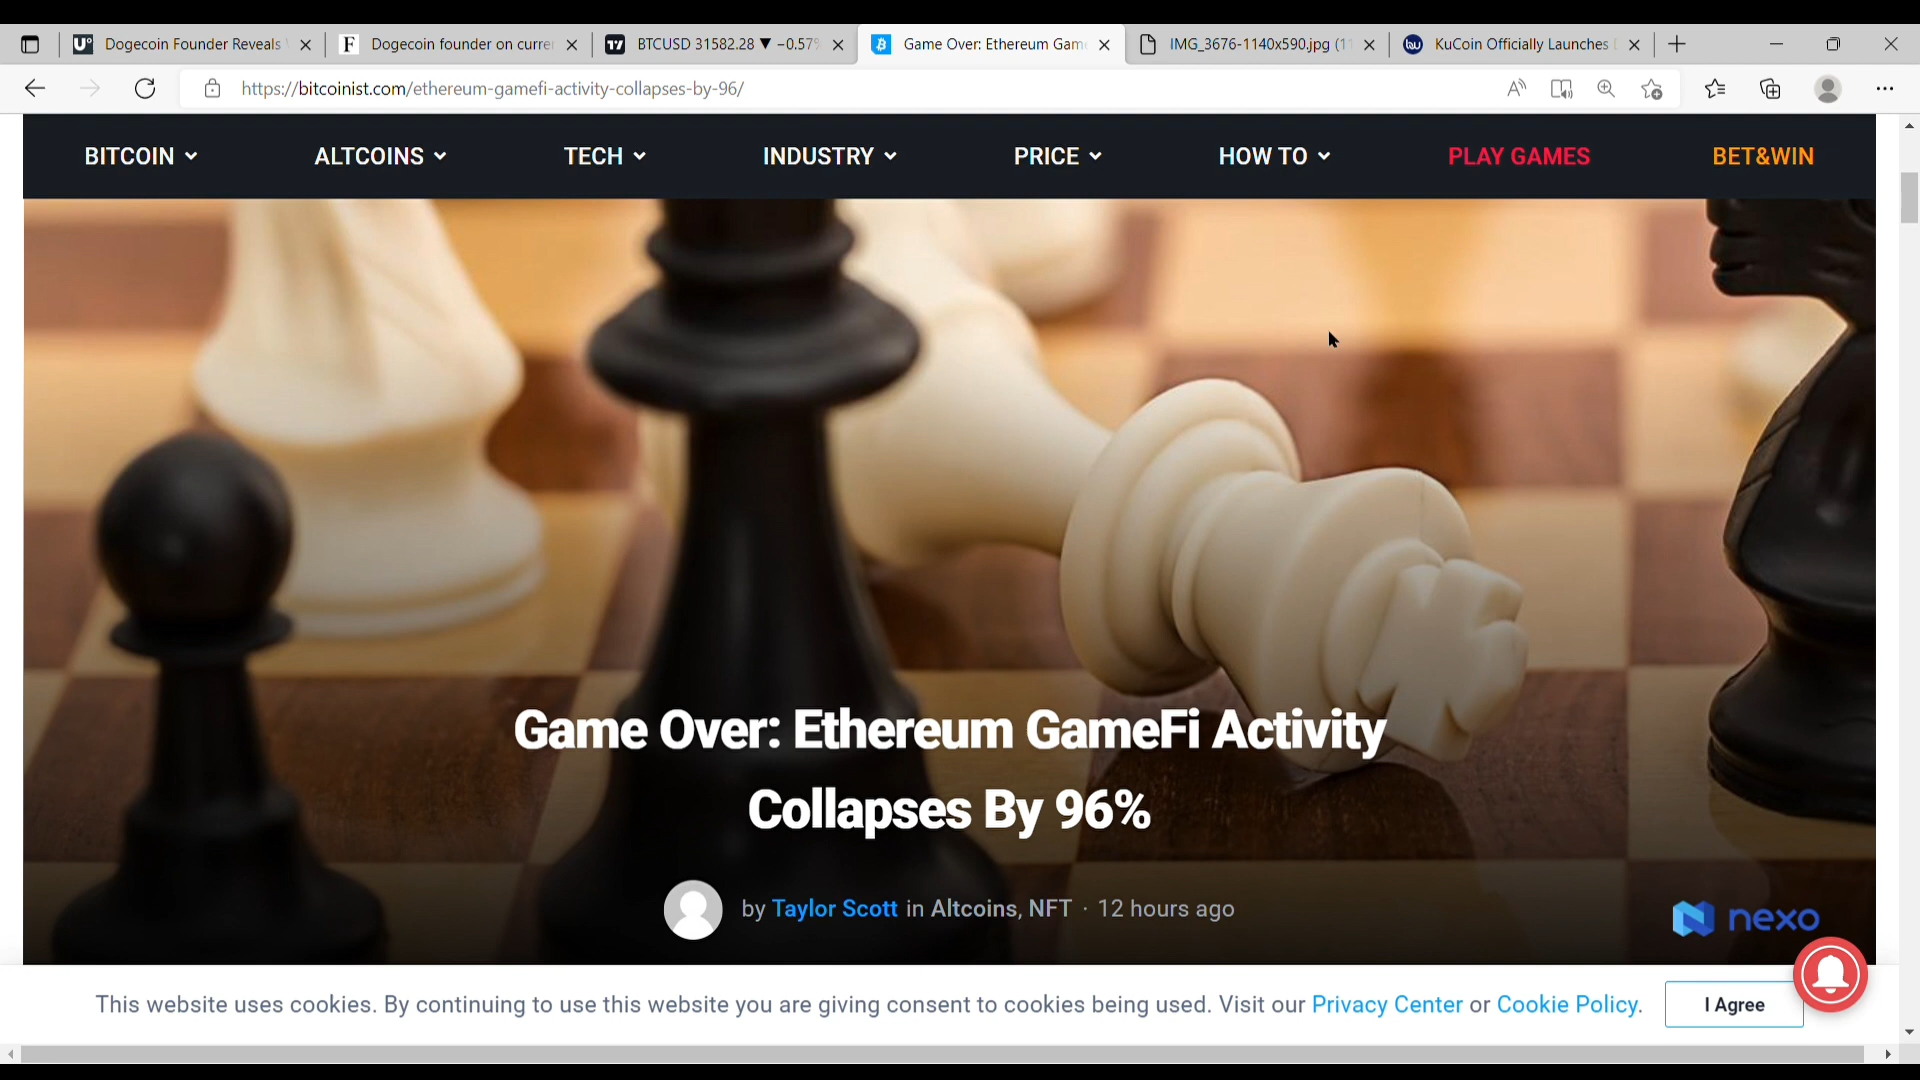 Dogecoin Founder Reveals
Dogecoin founder on curre
BTCUSD 31582.28 ▼ −0.57%
Game Over: Ethereum Gam
IMG_3676-1140x590.jpg (11
KuCoin Officially Launches
https://bitcoinist.com/ethereum-gamefi-activity-collapses-by-96/
BITCOIN
ALTCOINS
TECH
INDUSTRY
PRICE
HOW TO
PLAY GAMES
BET&WIN
Game Over: Ethereum GameFi Activity
Collapses By 96%
by Taylor Scott in Altcoins, NFT · 12 hours ago
nexo
This website uses cookies. By continuing to use this website you are giving consent to cookies being used. Visit our Privacy Center or Cookie Policy.
I Agree